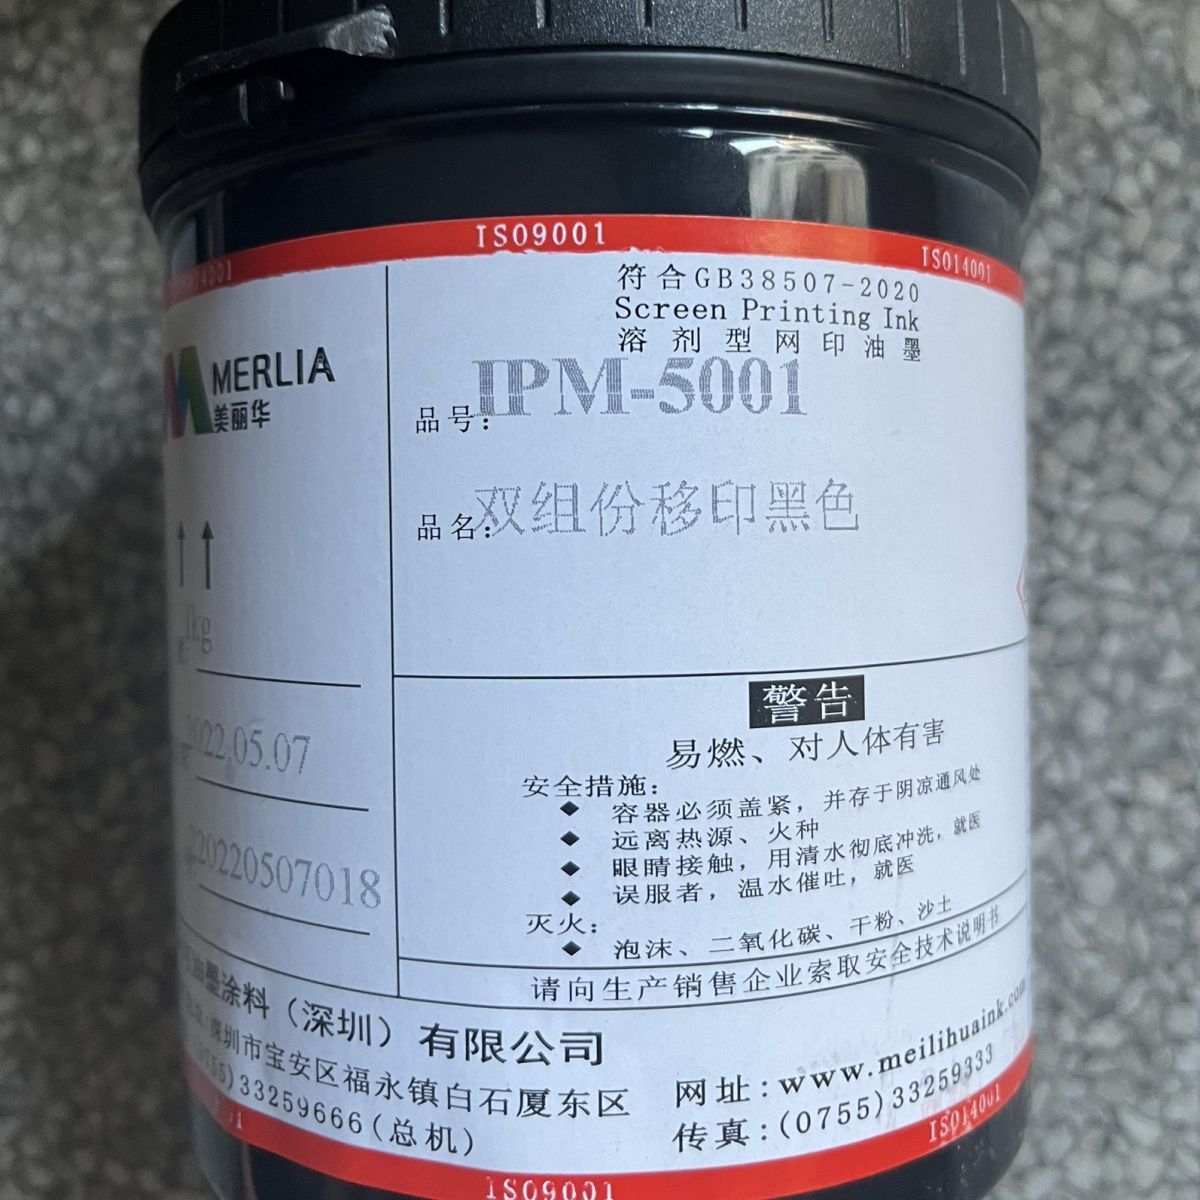 ISO9001
ISO14001
符合GB38507-2020
Screen Printing Ink
溶剂型网印油墨
MERLIA
美丽华
品号：IPM-5001
品名：双组份移印黑色
1kg
2022.05.07
20220507018
警告
易燃、对人体有害
安全措施：
◆ 容器必须盖紧，并存于阴凉通风处
◆ 远离热源、火种
◆ 眼睛接触，用清水彻底冲洗，就医
◆ 误服者，温水催吐，就医
灭火：
◆ 泡沫、二氧化碳、干粉、沙土
请向生产销售企业索取安全技术说明书
油墨涂料（深圳）有限公司
深圳市宝安区福永镇白石厦东区
33259666(总机)
网址：www.meilihuaink.com
传真：(0755)33259333
ISO14001
ISO9001